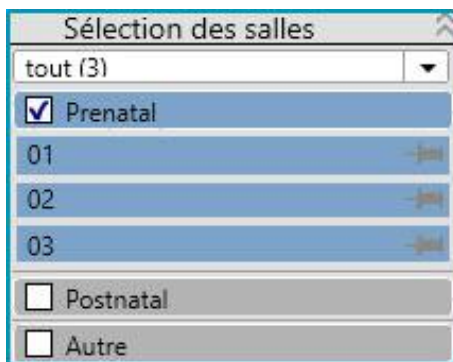 Sélection des salles
tout (3)
Prenatal
01
02
03
Postnatal
Autre